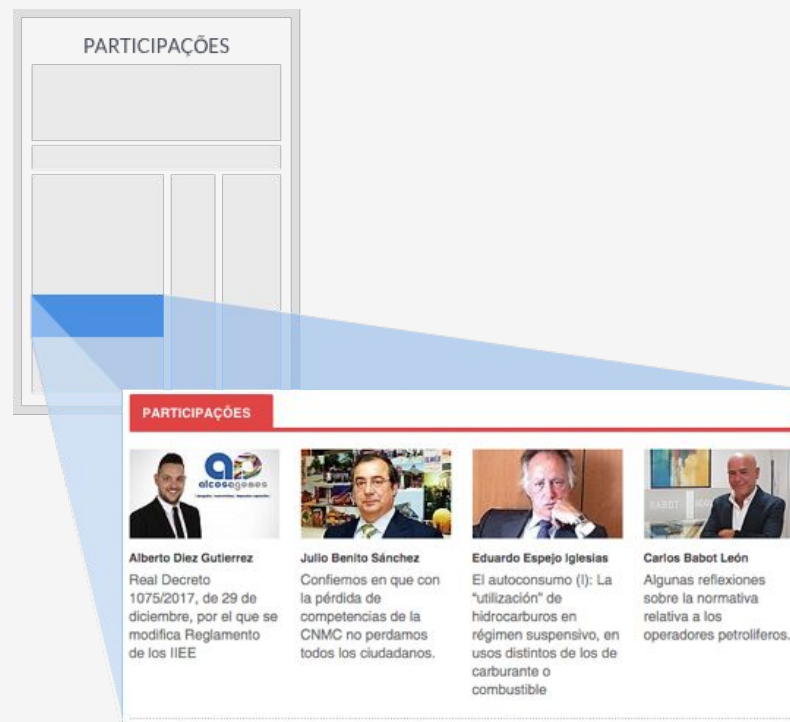 PARTICIPAÇÕES
PARTICIPAÇÕES
alcosagomes
Alberto Diez Gutierrez
Real Decreto
1075/2017, de 29 de
diciembre, por el que se
modifica Reglamento
de los IIEE
Julio Benito Sánchez
Confiemos en que con
la pérdida de
competencias de la
CNMC no perdamos
todos los ciudadanos.
Eduardo Espejo Iglesias
El autoconsumo (I): La
“utilización” de
hidrocarburos en
régimen suspensivo, en
usos distintos de los de
carburante o
combustible
BABOT
Carlos Babot León
Algunas reflexiones
sobre la normativa
relativa a los
operadores petrolíferos.